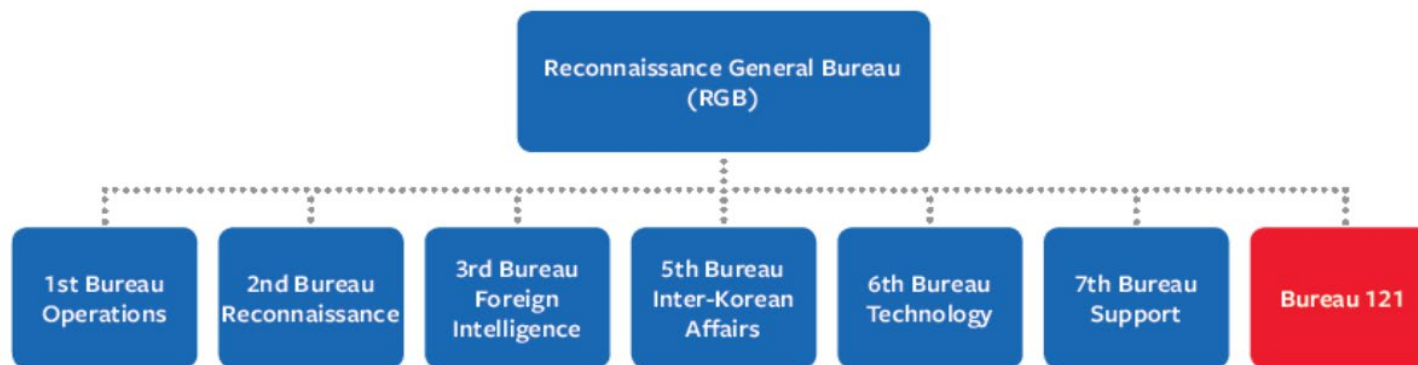 Reconnaissance General Bureau
(RGB)
1st Bureau
Operations
2nd Bureau
Reconnaissance
3rd Bureau
Foreign
Intelligence
5th Bureau
Inter-Korean
Affairs
6th Bureau
Technology
7th Bureau
Support
Bureau 121